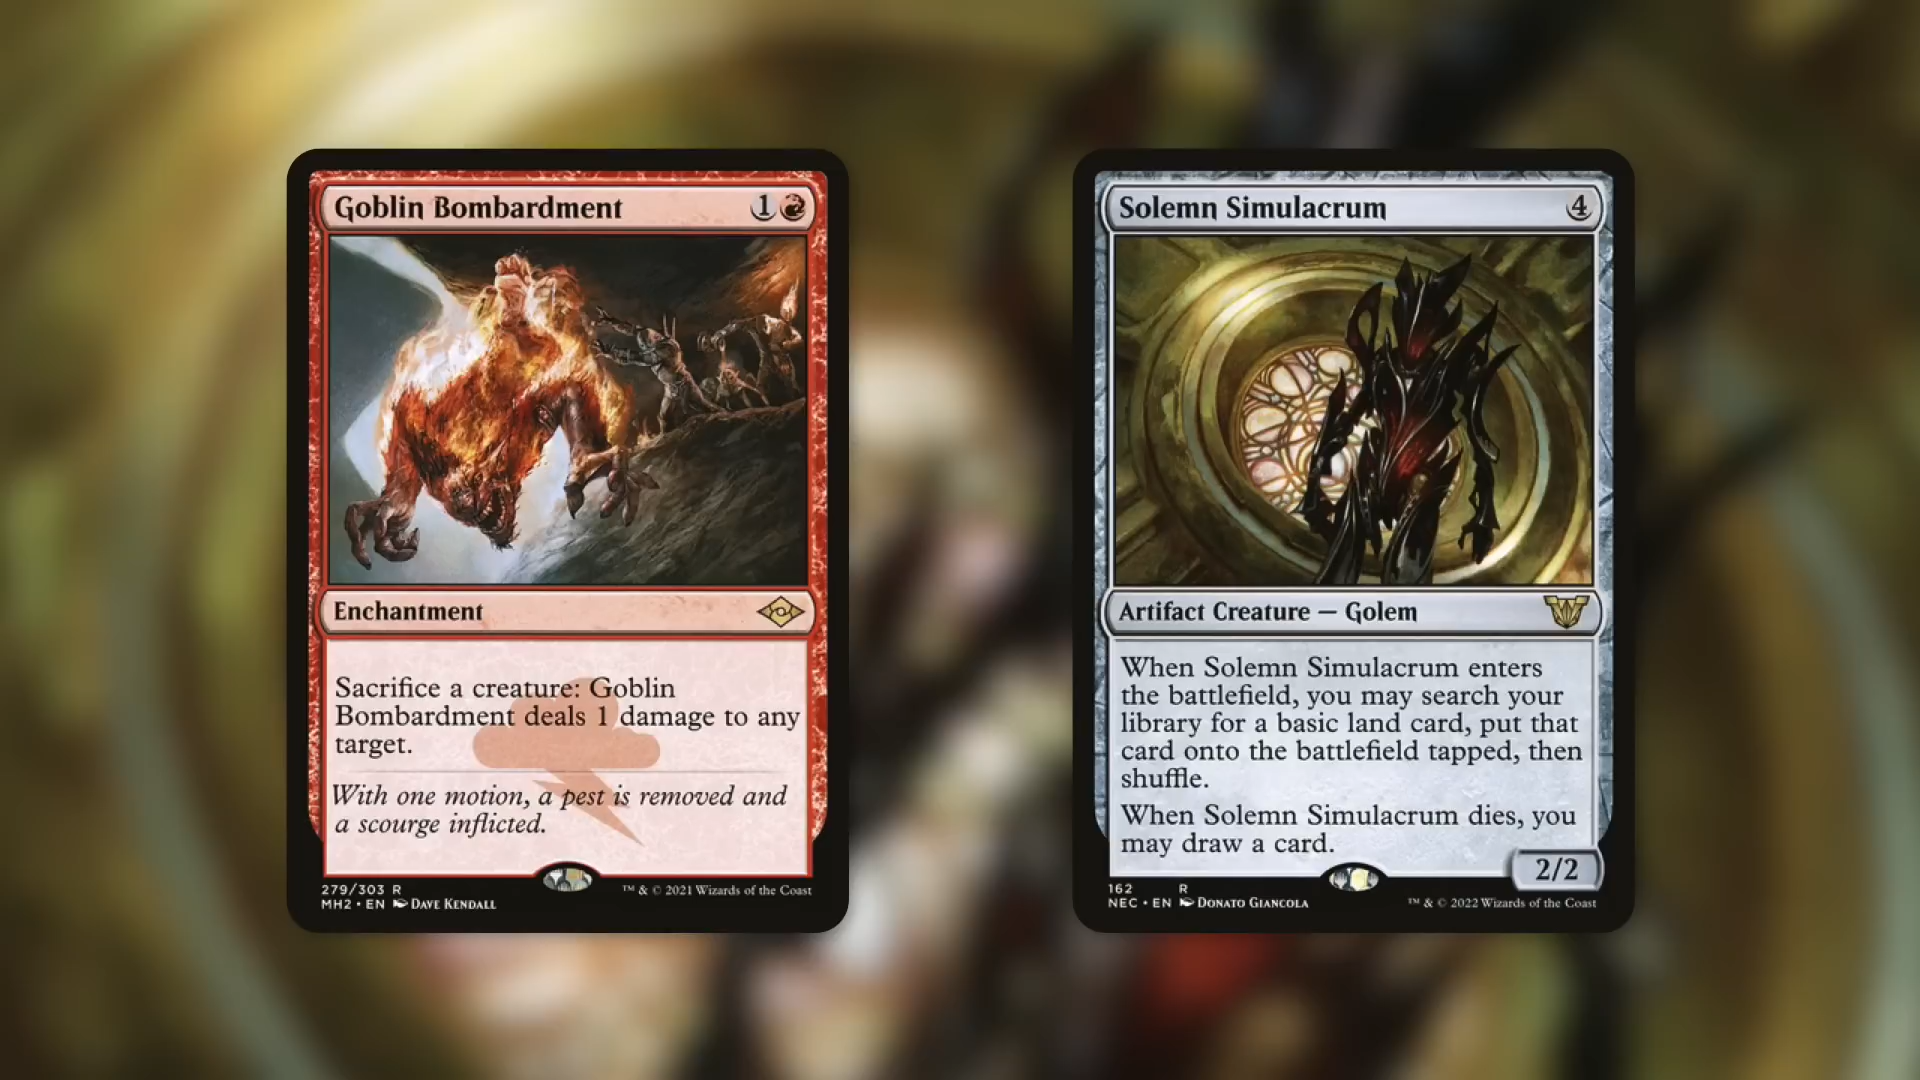 Goblin Bombardment 1
Enchantment
Sacrifice a creature: Goblin
Bombardment deals 1 damage to any
target.
With one motion, a pest is removed and
a scourge inflicted.
279/303 R
MH2 • EN DAVE KENDALL
™ & © 2021 Wizards of the Coast
Solemn Simulacrum 4
Artifact Creature — Golem
When Solemn Simulacrum enters
the battlefield, you may search your
library for a basic land card, put that
card onto the battlefield tapped, then
shuffle.
When Solemn Simulacrum dies, you
may draw a card.
2/2
162 R
NEC • EN DONATO GIANCOLA
™ & © 2022 Wizards of the Coast